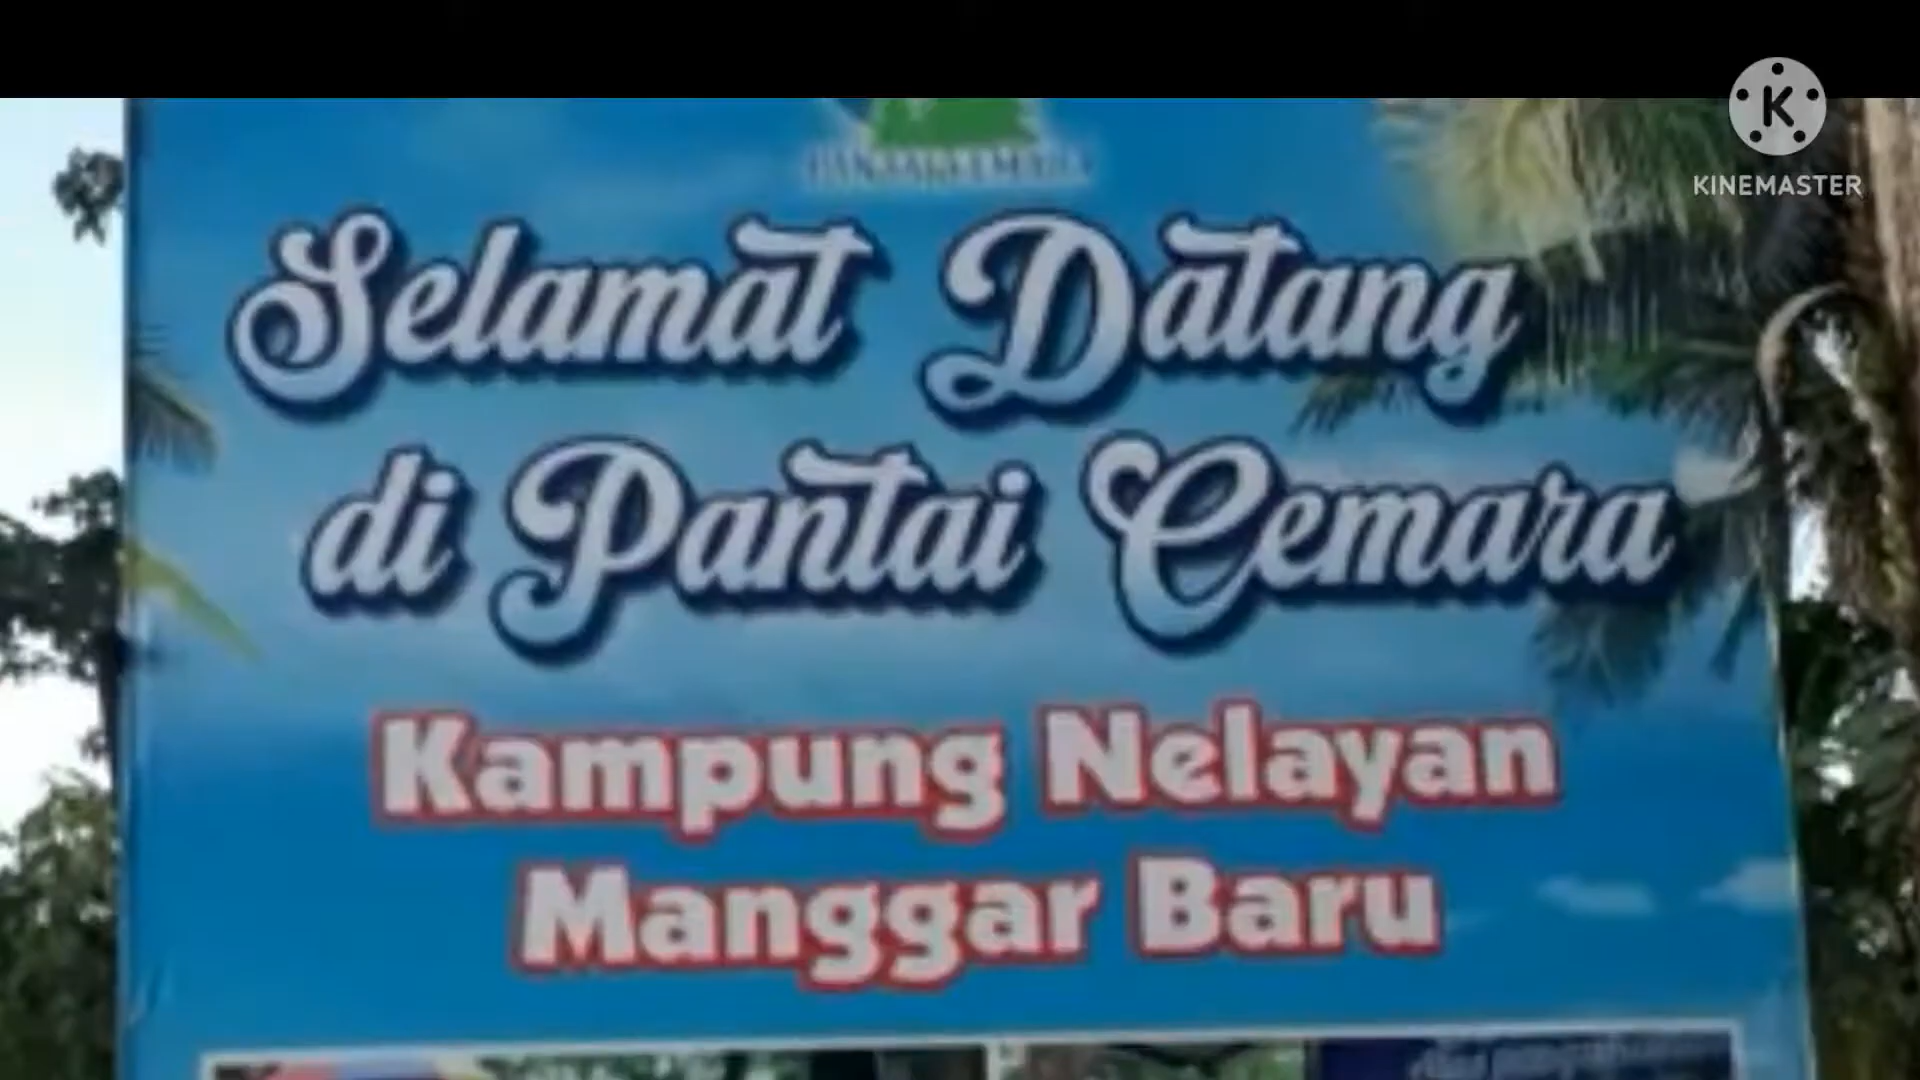 KINEMASTER
Selamat Datang
di Pantai Cemara
Kampung Nelayan
Manggar Baru